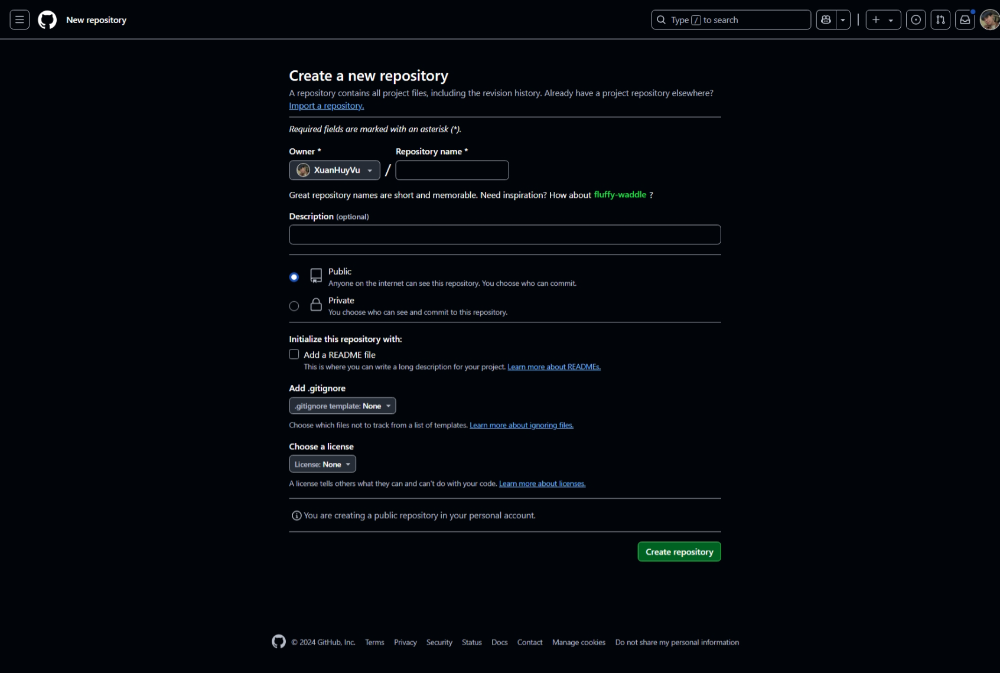 New repository
Type / to search
Create a new repository
A repository contains all project files, including the revision history. Already have a project repository elsewhere?
Import a repository.
Required fields are marked with an asterisk (*).
Owner * Repository name *
XuanHuyVu /
Great repository names are short and memorable. Need inspiration? How about fluffy-waddle ?
Description (optional)
Public
Anyone on the internet can see this repository. You choose who can commit.
Private
You choose who can see and commit to this repository.
Initialize this repository with:
Add a README file
This is where you can write a long description for your project. Learn more about READMEs.
Add .gitignore
.gitignore template: None
Choose which files not to track from a list of templates. Learn more about ignoring files.
Choose a license
License: None
A license tells others what they can and can't do with your code. Learn more about licenses.
You are creating a public repository in your personal account.
Create repository
© 2024 GitHub, Inc. Terms Privacy Security Status Docs Contact Manage cookies Do not share my personal information